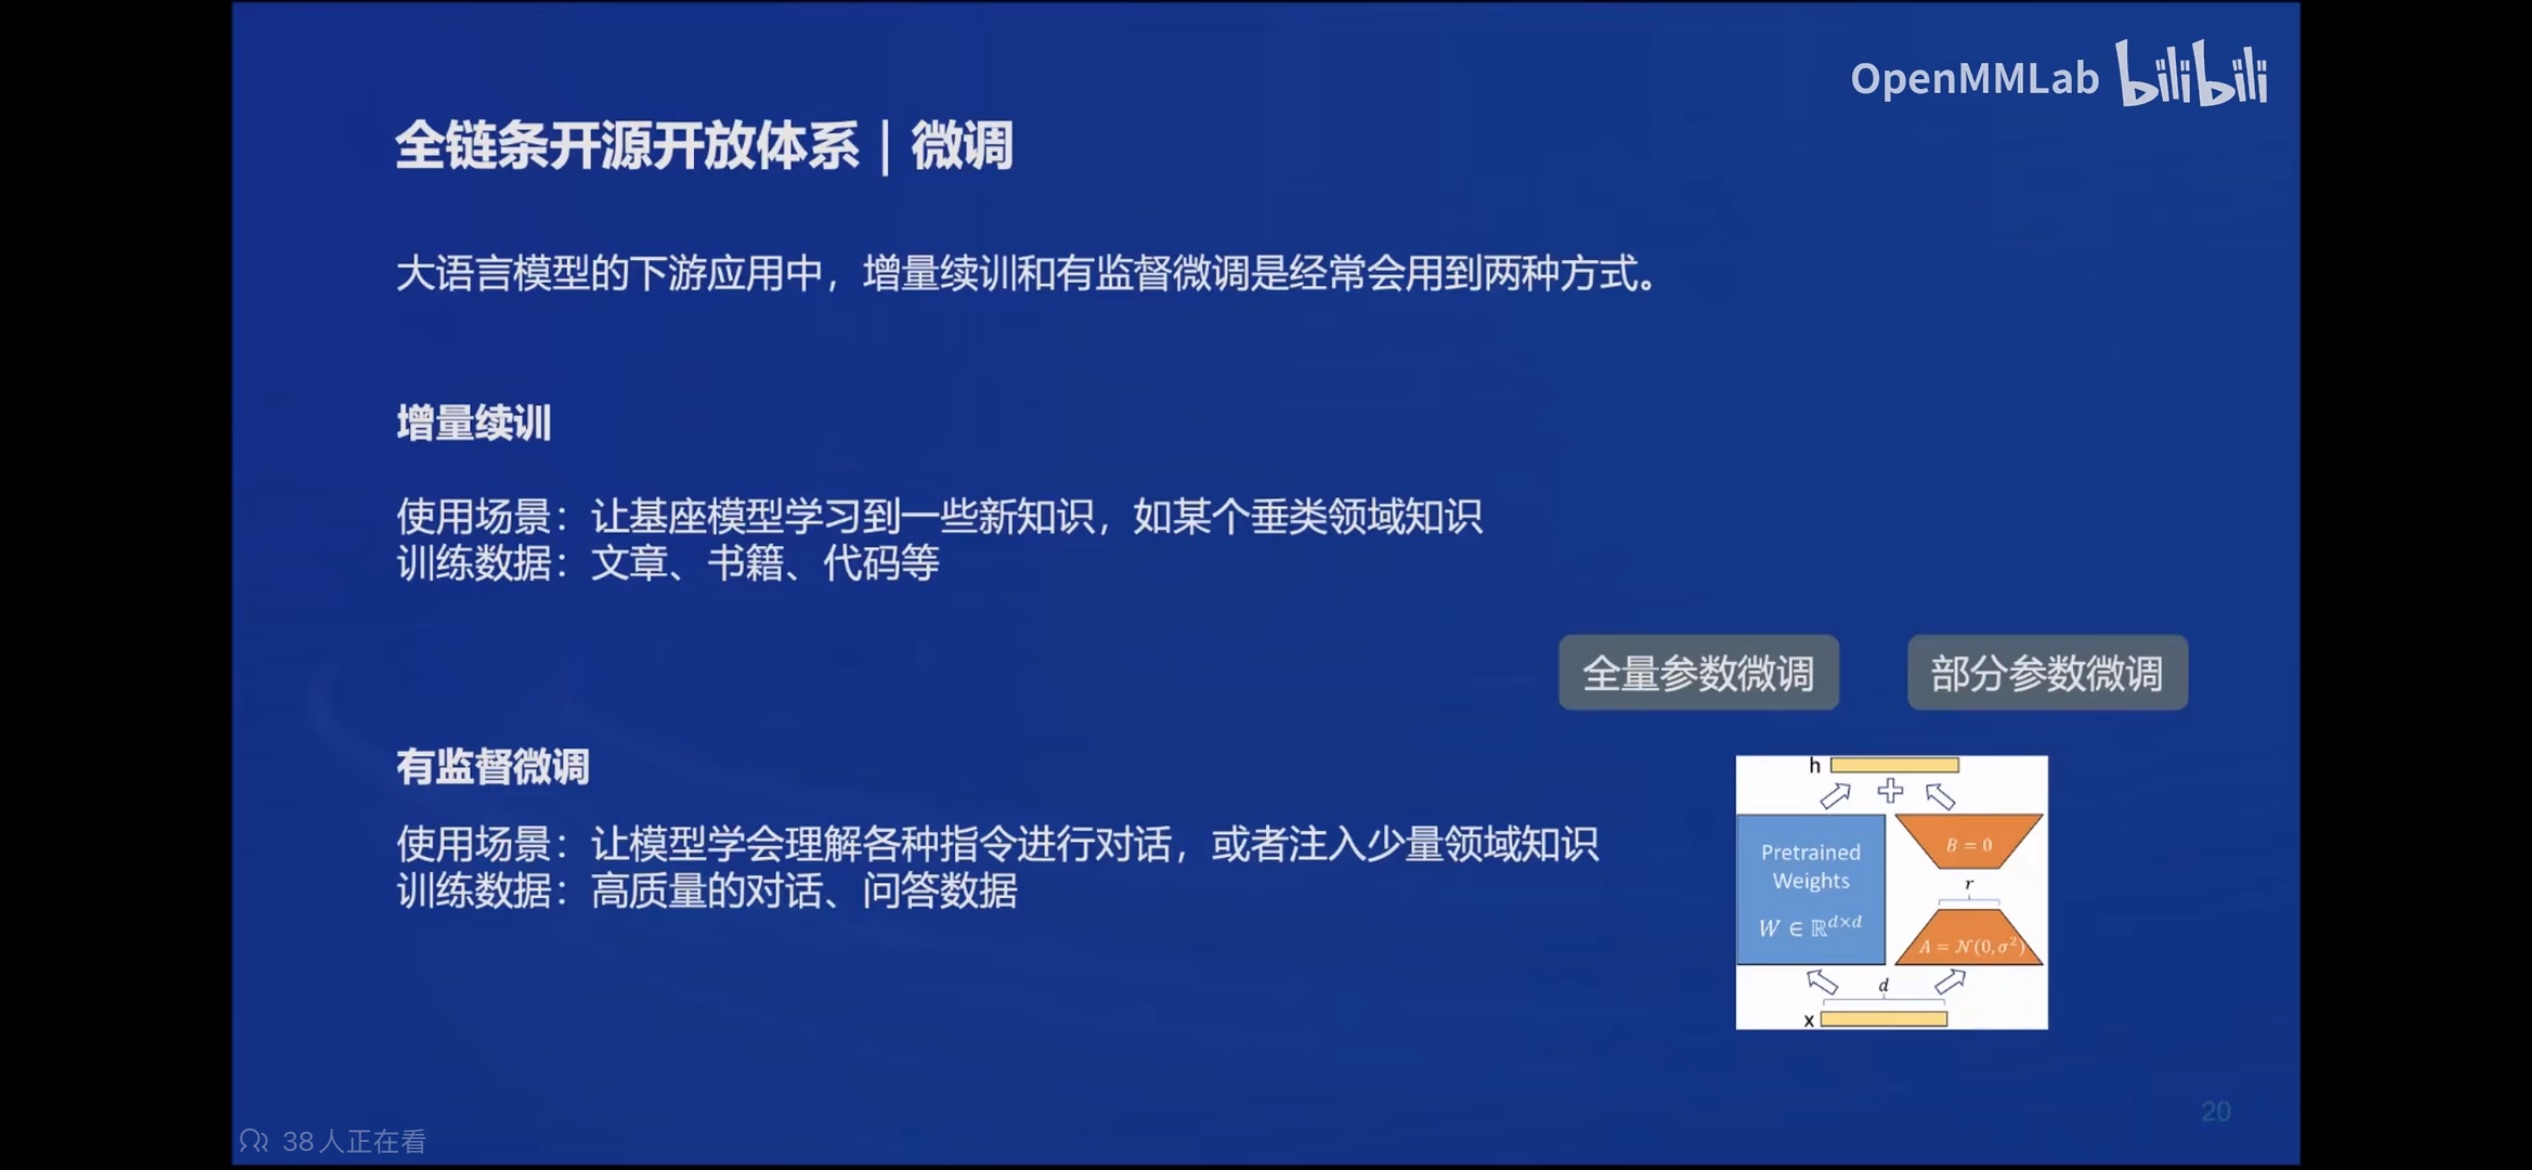 OpenMMLab bilibili
全链条开源开放体系｜微调
大语言模型的下游应用中，增量续训和有监督微调是经常会用到两种方式。
增量续训
使用场景：让基座模型学习到一些新知识，如某个垂类领域知识
训练数据：文章、书籍、代码等
全量参数微调
部分参数微调
有监督微调
使用场景：让模型学会理解各种指令进行对话，或者注入少量领域知识
训练数据：高质量的对话、问答数据
h
Pretrained
Weights
W ∈ ℝ^{d×d}
B = 0
r
A = 𝒩(0, σ²)
d
x
20
38人正在看